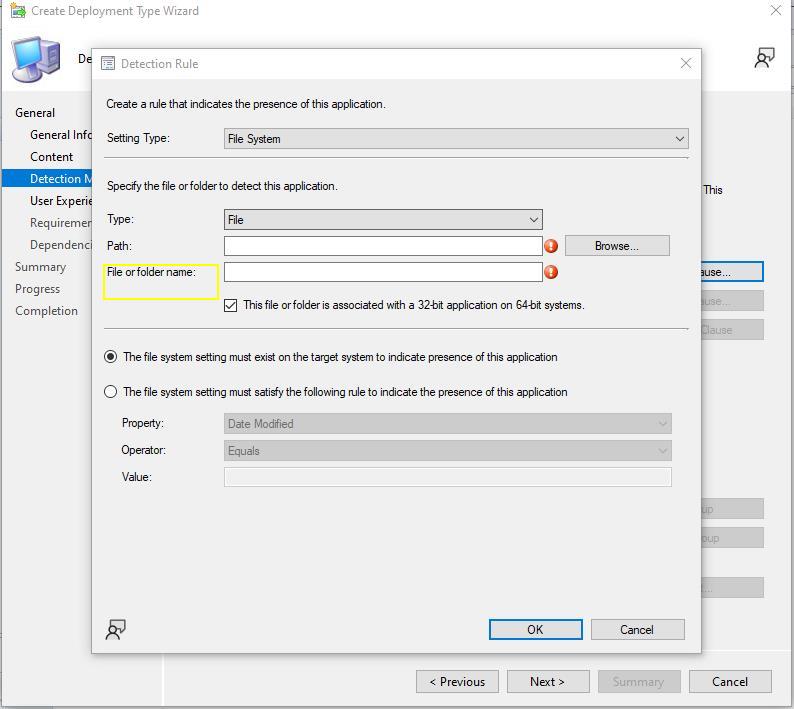 Create Deployment Type Wizard
De
Detection Rule
Create a rule that indicates the presence of this application.
General
Setting Type:
File System
General Info
Content
Detection M
Specify the file or folder to detect this application.
This
User Experie
Type:
File
Requiremen
Path:
Browse...
Dependenci
Summary
File or folder name:
ause...
Progress
This file or folder is associated with a 32-bit application on 64-bit systems.
ause...
Completion
Clause
The file system setting must exist on the target system to indicate presence of this application
The file system setting must satisfy the following rule to indicate the presence of this application
Property:
Date Modified
Operator:
Equals
Value:
up
oup
...
OK
Cancel
< Previous
Next >
Summary
Cancel